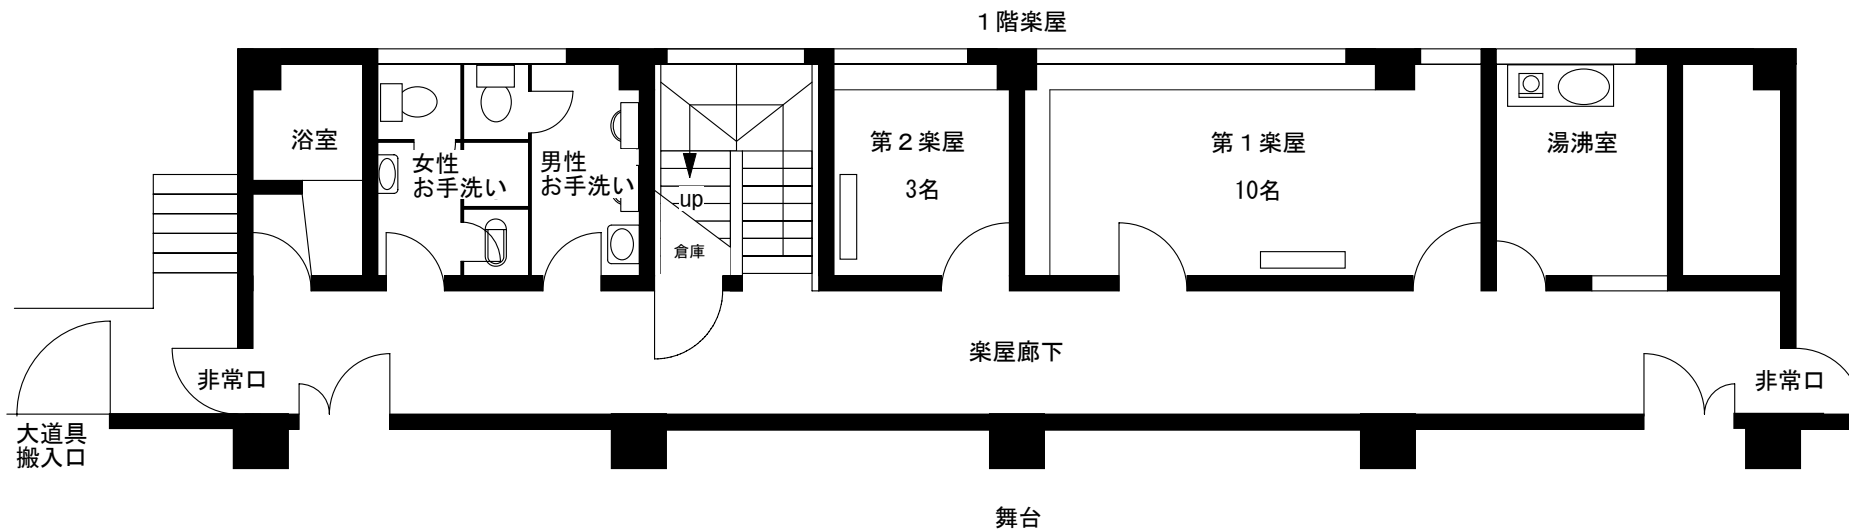 １階楽屋
浴室
女性
お手洗い
男性
お手洗い
up
倉庫
第２楽屋
3名
第１楽屋
10名
湯沸室
楽屋廊下
非常口
非常口
大道具
搬入口
舞台